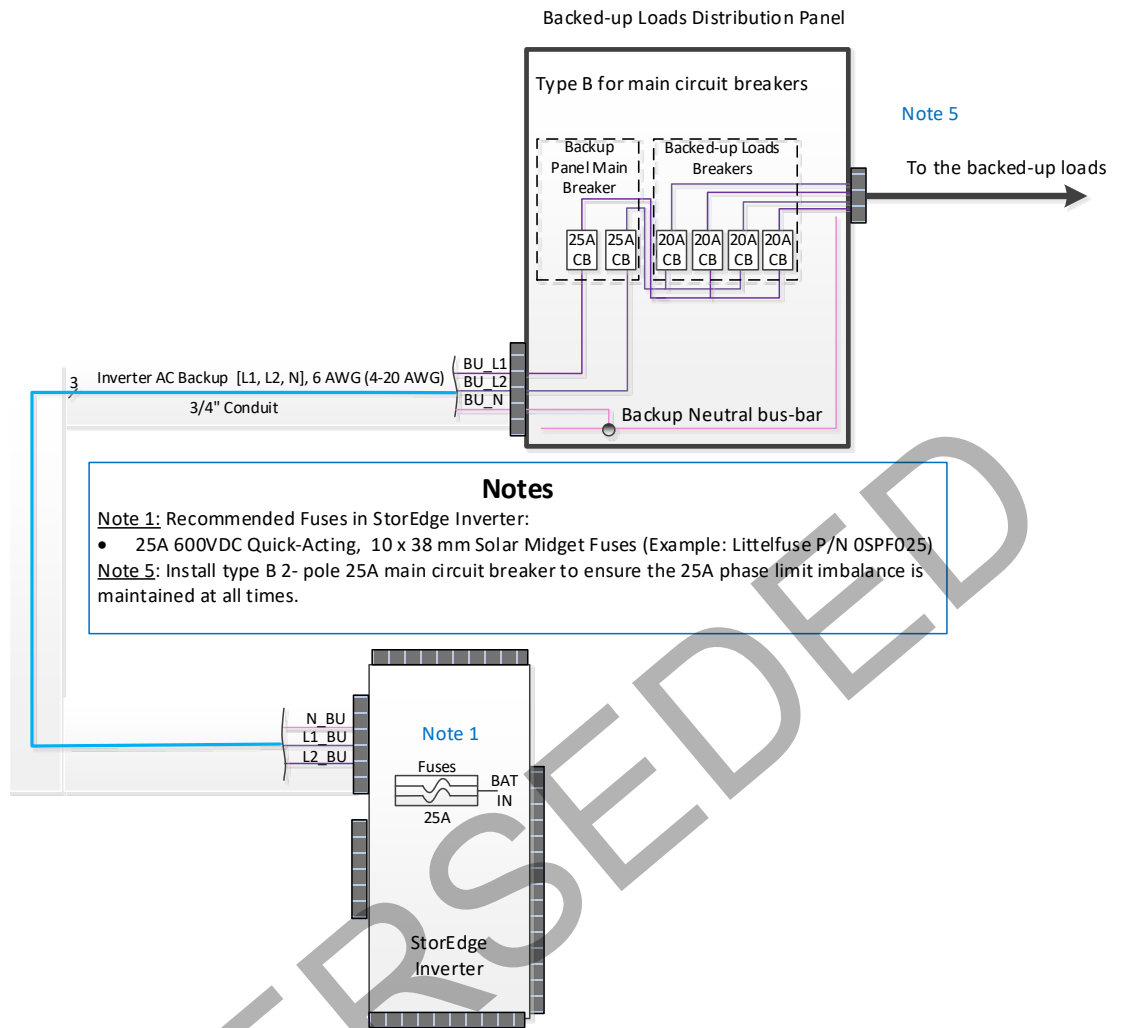 Backed-up Loads Distribution Panel
Type B for main circuit breakers
Note 5
To the backed-up loads
Backup
Panel Main
Breaker
Backed-up Loads
Breakers
25A
CB
25A
CB
20A
CB
20A
CB
20A
CB
20A
CB
BU_L1
BU_L2
BU_N
3
Inverter AC Backup [L1, L2, N], 6 AWG (4-20 AWG)
3/4" Conduit
Backup Neutral bus-bar
Notes
Note 1: Recommended Fuses in StorEdge Inverter:
• 25A 600VDC Quick-Acting, 10 x 38 mm Solar Midget Fuses (Example: Littelfuse P/N 0SPF025)
Note 5: Install type B 2- pole 25A main circuit breaker to ensure the 25A phase limit imbalance is
maintained at all times.
N_BU
L1_BU
L2_BU
Note 1
Fuses
25A
BAT
IN
StorEdge
Inverter
ERSEDED